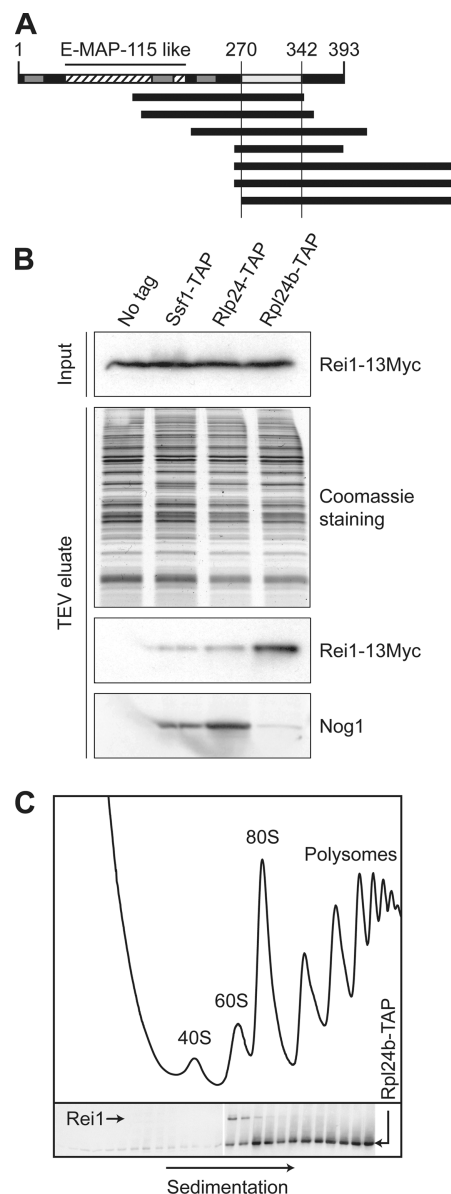 A
1 E-MAP-115 like 270 342 393
B
No tag
Ssf1-TAP
Rlp24-TAP
Rpl24b-TAP
Input
Rei1-13Myc
TEV eluate
Coomassie
staining
Rei1-13Myc
Nog1
C
80S
Polysomes
60S
40S
Rpl24b-TAP
Rei1
Sedimentation